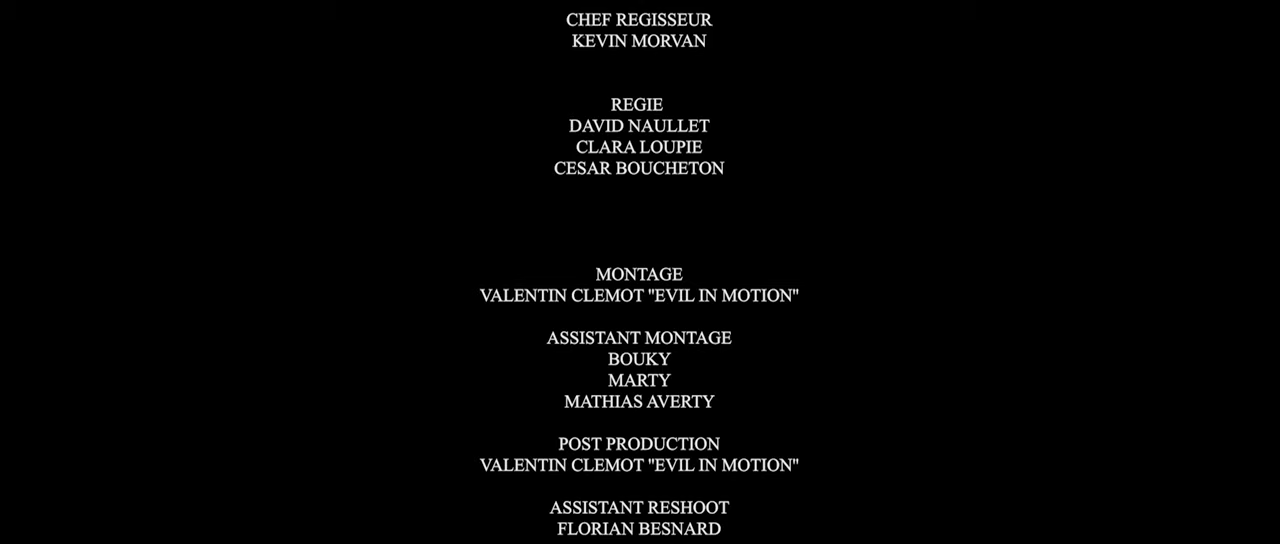 CHEF REGISSEUR
KEVIN MORVAN
REGIE
DAVID NAULLET
CLARA LOUPIE
CESAR BOUCHETON
MONTAGE
VALENTIN CLEMOT "EVIL IN MOTION"
ASSISTANT MONTAGE
BOUKY
MARTY
MATHIAS AVERTY
POST PRODUCTION
VALENTIN CLEMOT "EVIL IN MOTION"
ASSISTANT RESHOOT
FLORIAN BESNARD